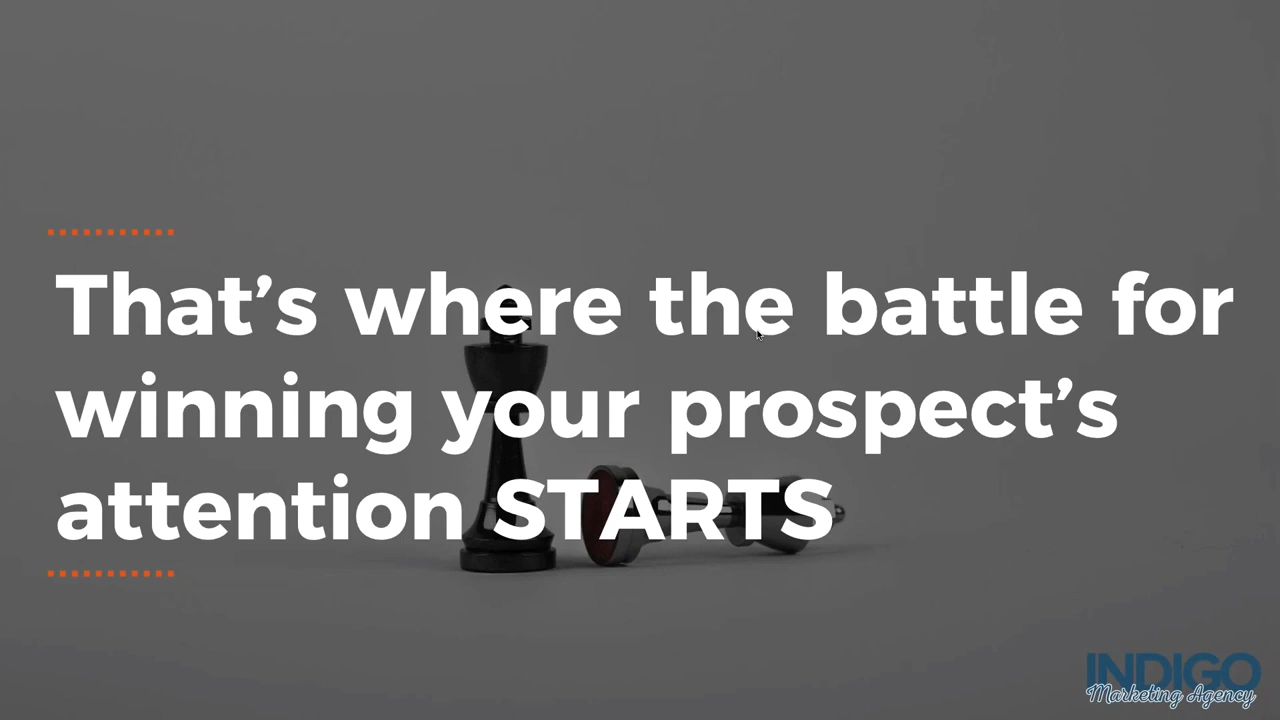 That’s where the battle for
winning your prospect’s
attention STARTS
INDIGO
Marketing Agency